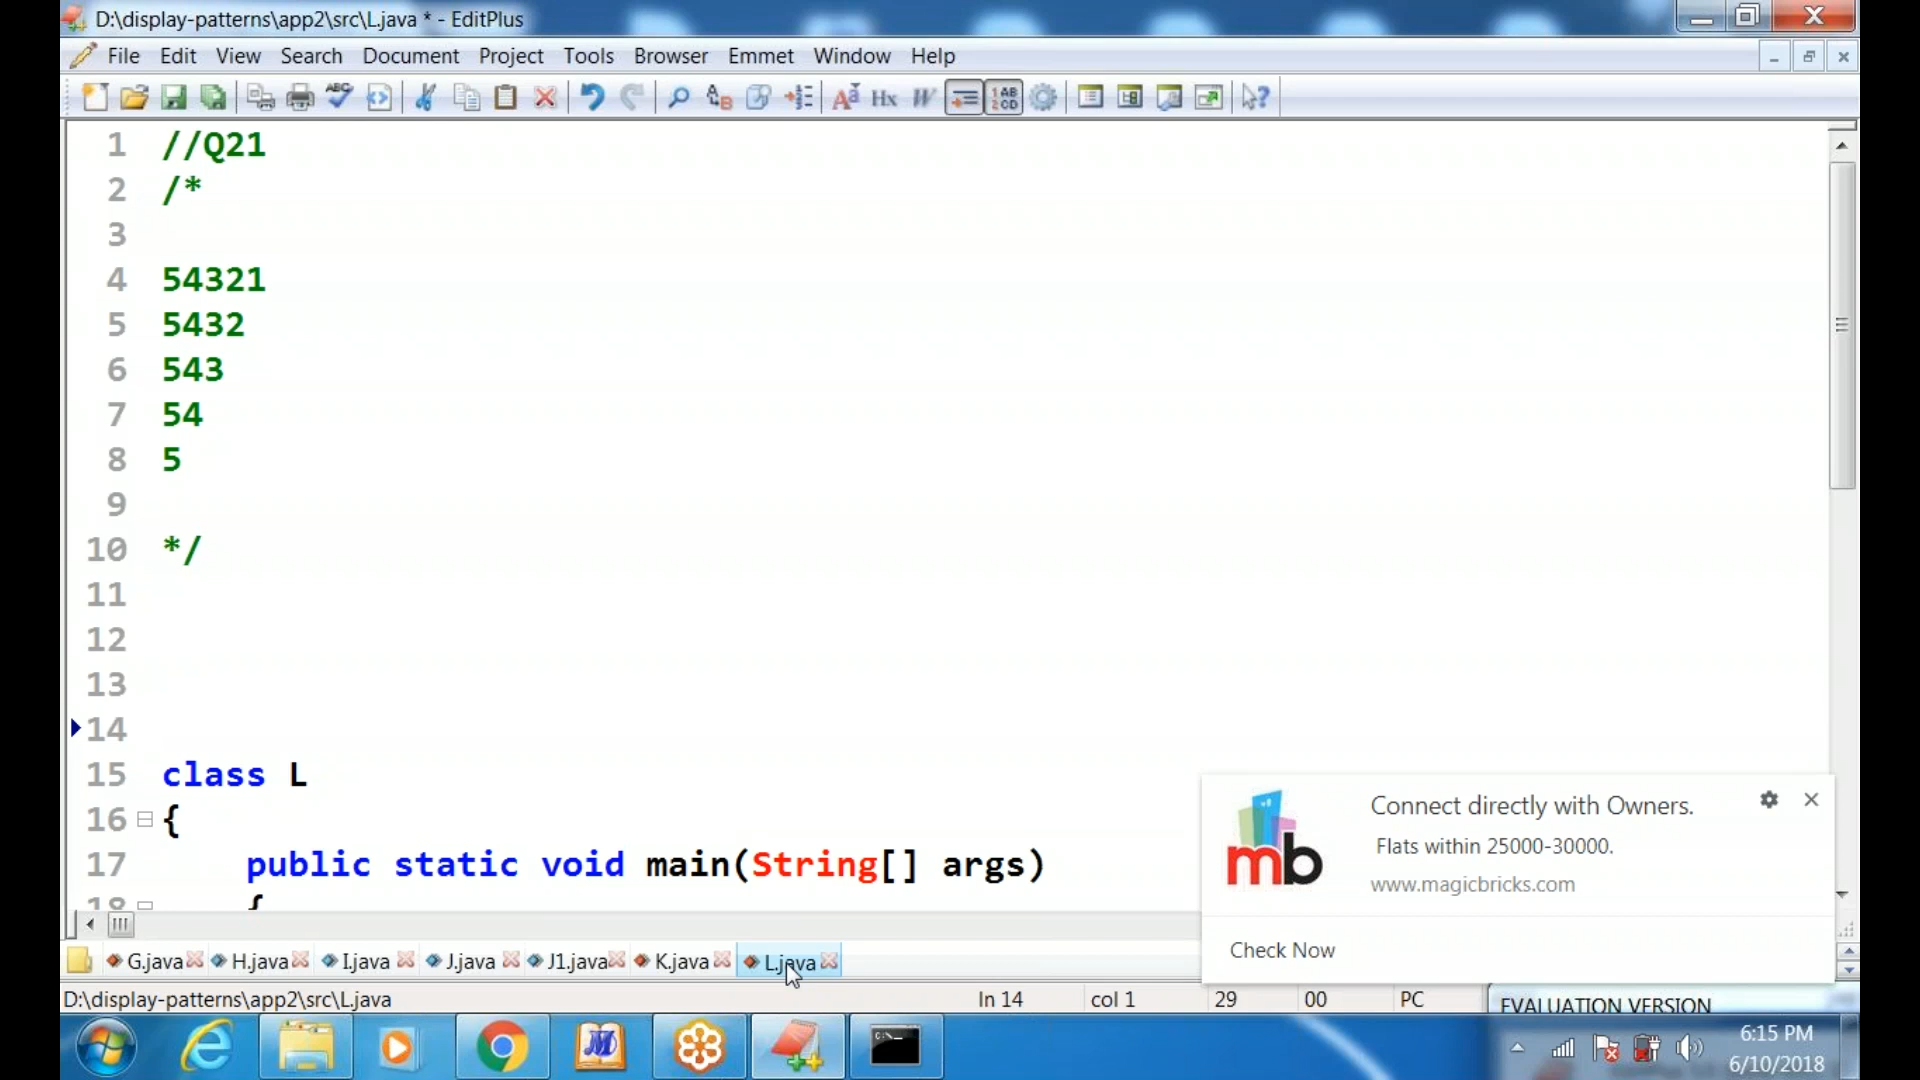 D:\display-patterns\app2\src\L.java * - EditPlus
File Edit View Search Document Project Tools Browser Emmet Window Help
1 //Q21
2 /*
3
4 54321
5 5432
6 543
7 54
8 5
9
10 */
11
12
13
14
15 class L
16 {
17 public static void main(String[] args)
18 {
mb
Connect directly with Owners.
Flats within 25000-30000.
www.magicbricks.com
Check Now
G.java H.java I.java J.java J1.java K.java L.java
D:\display-patterns\app2\src\L.java ln 14 col 1 29 00 PC
EVALUATION VERSION
6:15 PM
6/10/2018